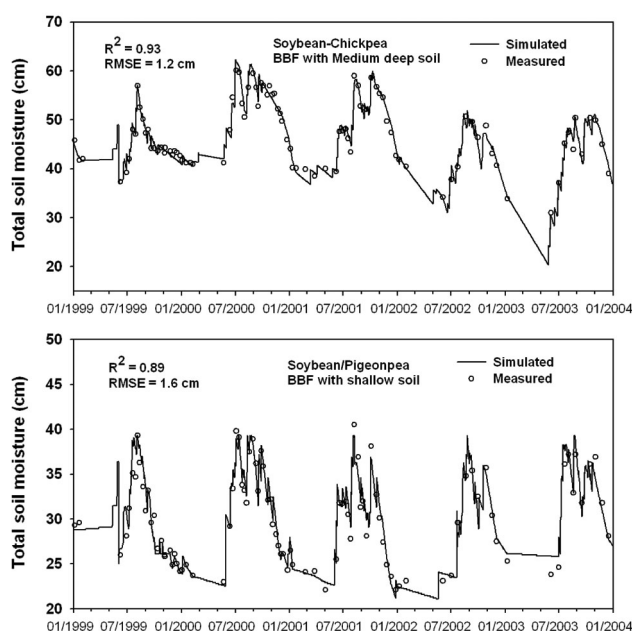 70
60
50
40
30
20
Total soil moisture (cm)
R2 = 0.93
RMSE = 1.2 cm
Soybean-Chickpea
BBF with Medium deep soil
Simulated
Measured
01/1999 07/1999 01/2000 07/2000 01/2001 07/2001 01/2002 07/2002 01/2003 07/2003 01/2004
50
45
40
35
30
25
20
Total soil moisture (cm)
R2 = 0.89
RMSE = 1.6 cm
Soybean/Pigeonpea
BBF with shallow soil
Simulated
Measured
01/1999 07/1999 01/2000 07/2000 01/2001 07/2001 01/2002 07/2002 01/2003 07/2003 01/2004